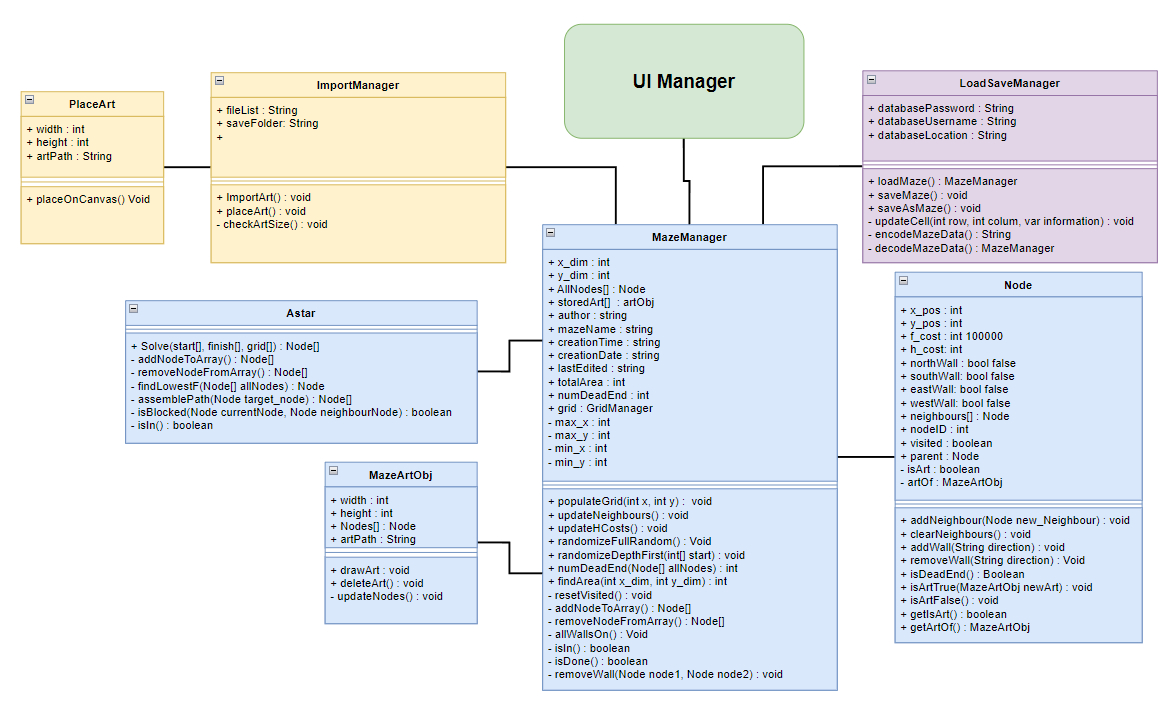 UI Manager
PlaceArt
+ width : int
+ height : int
+ artPath : String
+ placeOnCanvas() Void
ImportManager
+ fileList : String
+ saveFolder: String
+
+ ImportArt() : void
+ placeArt() : void
- checkArtSize() : void
LoadSaveManager
+ databasePassword : String
+ databaseUsername : String
+ databaseLocation : String
+ loadMaze() : MazeManager
+ saveMaze() : void
+ saveAsMaze() : void
- updateCell(int row, int colum, var information) : void
- encodeMazeData() : String
- decodeMazeData() : MazeManager
MazeManager
+ x_dim : int
+ y_dim : int
+ AllNodes[] : Node
+ storedArt[] : artObj
+ author : string
+ mazeName : string
+ creationTime : string
+ creationDate : string
+ lastEdited : string
+ totalArea : int
+ numDeadEnd : int
+ grid : GridManager
- max_x : int
- max_y : int
- min_x : int
- min_y : int
+ populateGrid(int x, int y) : void
+ updateNeighbours() : void
+ updateHCosts() : void
+ randomizeFullRandom() : Void
+ randomizeDepthFirst(int[] start) : void
+ numDeadEnd(Node[] allNodes) : int
+ findArea(int x_dim, int y_dim) : int
- resetVisited() : void
- addNodeToArray() : Node[]
- removeNodeFromArray() : Node[]
- allWallsOn() : Void
- isIn() : boolean
- isDone() : boolean
- removeWall(Node node1, Node node2) : void
Astar
+ Solve(start[], finish[], grid[]) : Node[]
- addNodeToArray() : Node[]
- removeNodeFromArray() : Node[]
- findLowestF(Node[] allNodes) : Node
- assemblePath(Node target_node) : Node[]
- isBlocked(Node currentNode, Node neighbourNode) : boolean
- isIn() : boolean
MazeArtObj
+ width : int
+ height : int
+ Nodes[] : Node
+ artPath : String
+ drawArt : void
+ deleteArt() : void
- updateNodes() : void
Node
+ x_pos : int
+ y_pos : int
+ f_cost : int 100000
+ h_cost: int
+ northWall : bool false
+ southWall: bool false
+ eastWall: bool false
+ westWall: bool false
+ neighbours[] : Node
+ nodeID : int
+ visited : boolean
+ parent : Node
- isArt : boolean
- artOf : MazeArtObj
+ addNeighbour(Node new_Neighbour) : void
+ clearNeighbours() : void
+ addWall(String direction) : void
+ removeWall(String direction) : Void
+ isDeadEnd() : Boolean
+ isArtTrue(MazeArtObj newArt) : void
+ isArtFalse() : void
+ getIsArt() : boolean
+ getArtOf() : MazeArtObj